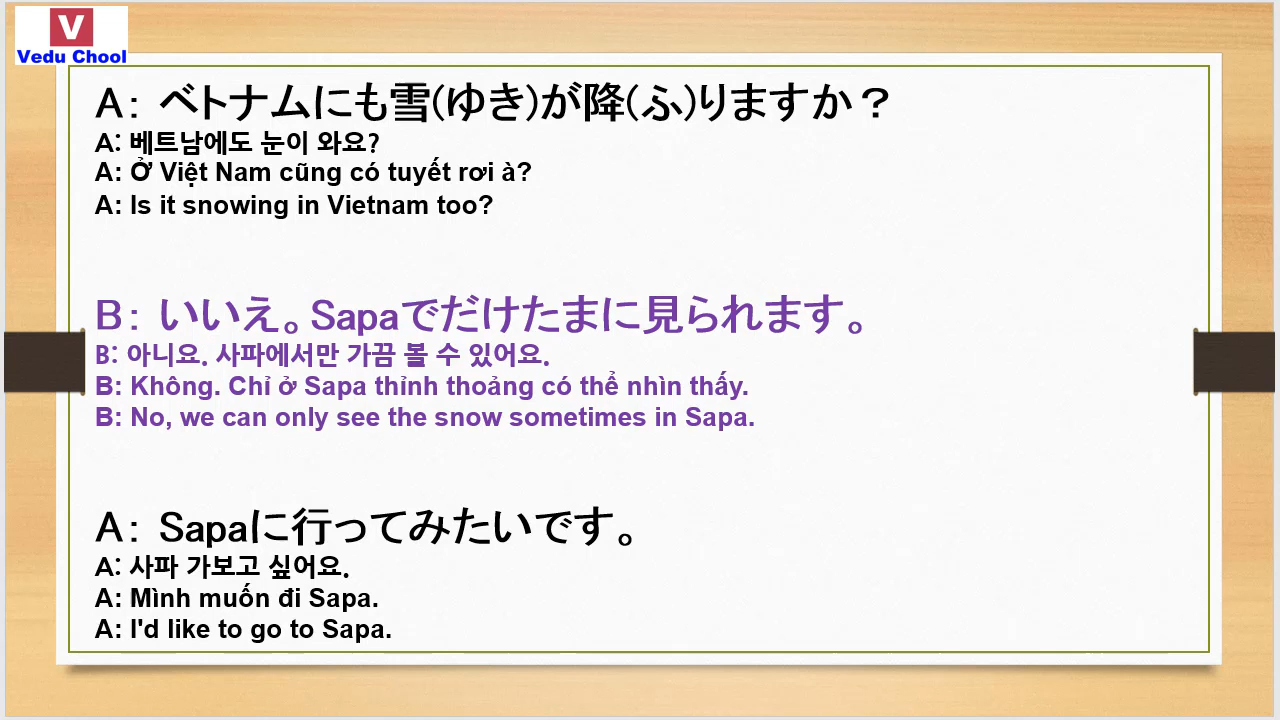 V
Vedu Chool
A: ベトナムにも雪(ゆき)が降(ふ)りますか？
A: 베트남에도 눈이 와요?
A: Ở Việt Nam cũng có tuyết rơi à?
A: Is it snowing in Vietnam too?
B: いいえ。Sapaでだけたまに見られます。
B: 아니요. 사파에서만 가끔 볼 수 있어요.
B: Không. Chỉ ở Sapa thỉnh thoảng có thể nhìn thấy.
B: No, we can only see the snow sometimes in Sapa.
A: Sapaに行ってみたいです。
A: 사파 가보고 싶어요.
A: Mình muốn đi Sapa.
A: I'd like to go to Sapa.